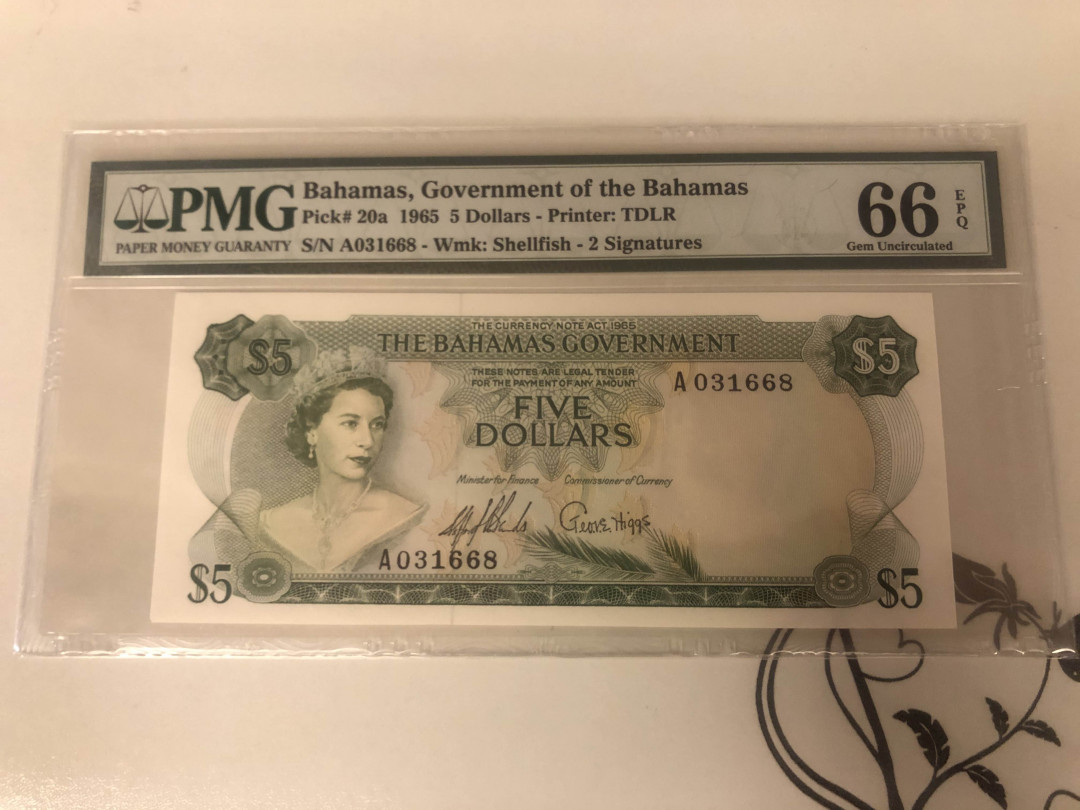 PMG
PAPER MONEY GUARANTY
Bahamas, Government of the Bahamas
Pick# 20a 1965 5 Dollars - Printer: TDLR
S/N A031668 - Wmk: Shellfish - 2 Signatures
66
EPQ
Gem Uncirculated
THE CURRENCY NOTE ACT 1965
$5 THE BAHAMAS GOVERNMENT $5
THESE NOTES ARE LEGAL TENDER
FOR THE PAYMENT OF ANY AMOUNT
A031668
FIVE
DOLLARS
Minister for Finance Commissioner of Currency
George Higgs
A031668
$5 $5